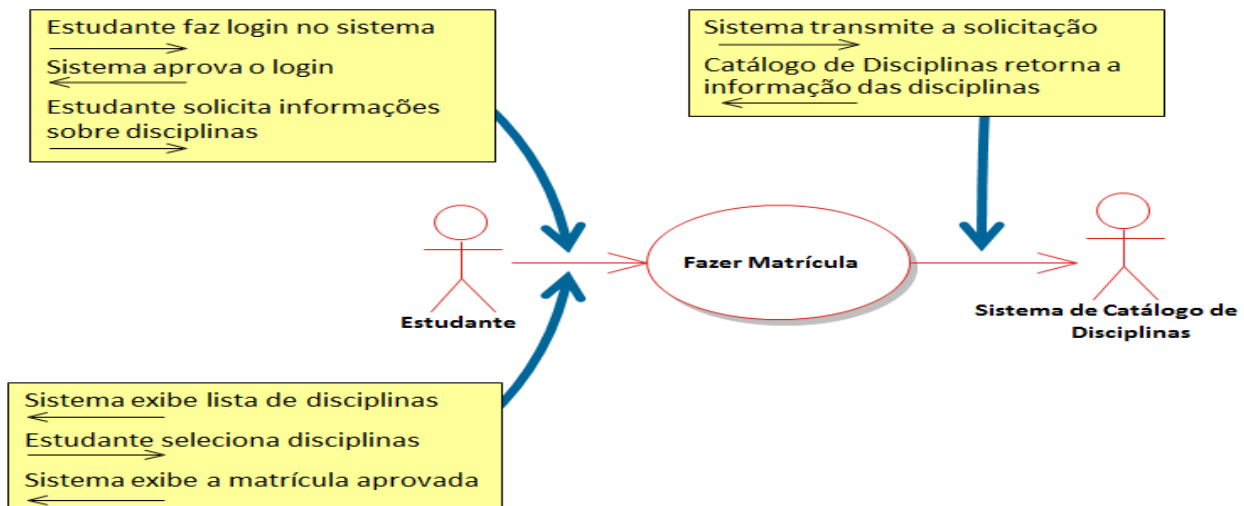 Estudante faz login no sistema
Sistema aprova o login
Estudante solicita informações
sobre disciplinas
Sistema transmite a solicitação
Catálogo de Disciplinas retorna a
informação das disciplinas
Estudante
Fazer Matrícula
Sistema de Catálogo de
Disciplinas
Sistema exibe lista de disciplinas
Estudante seleciona disciplinas
Sistema exibe a matrícula aprovada